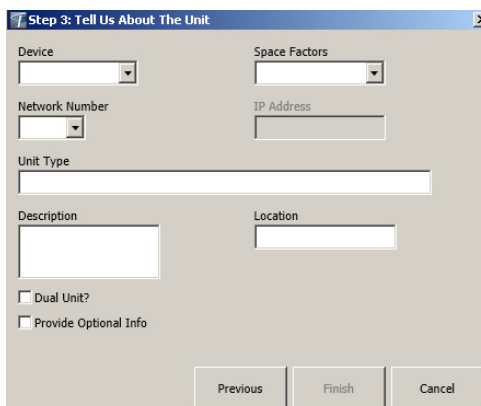 Step 3: Tell Us About The Unit
Device
Space Factors
Network Number
IP Address
Unit Type
Description
Location
Dual Unit?
Provide Optional Info
Previous
Finish
Cancel